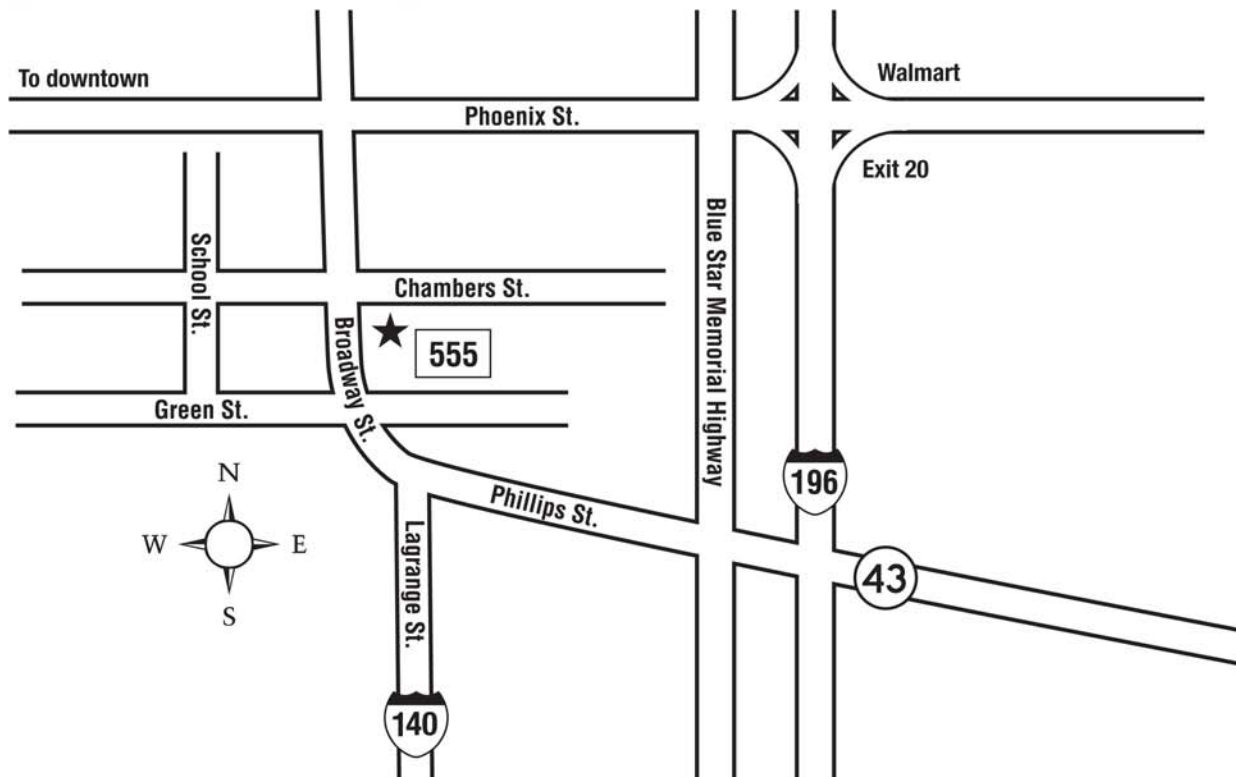 To downtown
Walmart
Phoenix St.
Exit 20
School St.
Blue Star Memorial Highway
Chambers St.
Broadway St.
555
Green St.
196
N
Phillips St.
W E
Lagrange St.
43
S
140